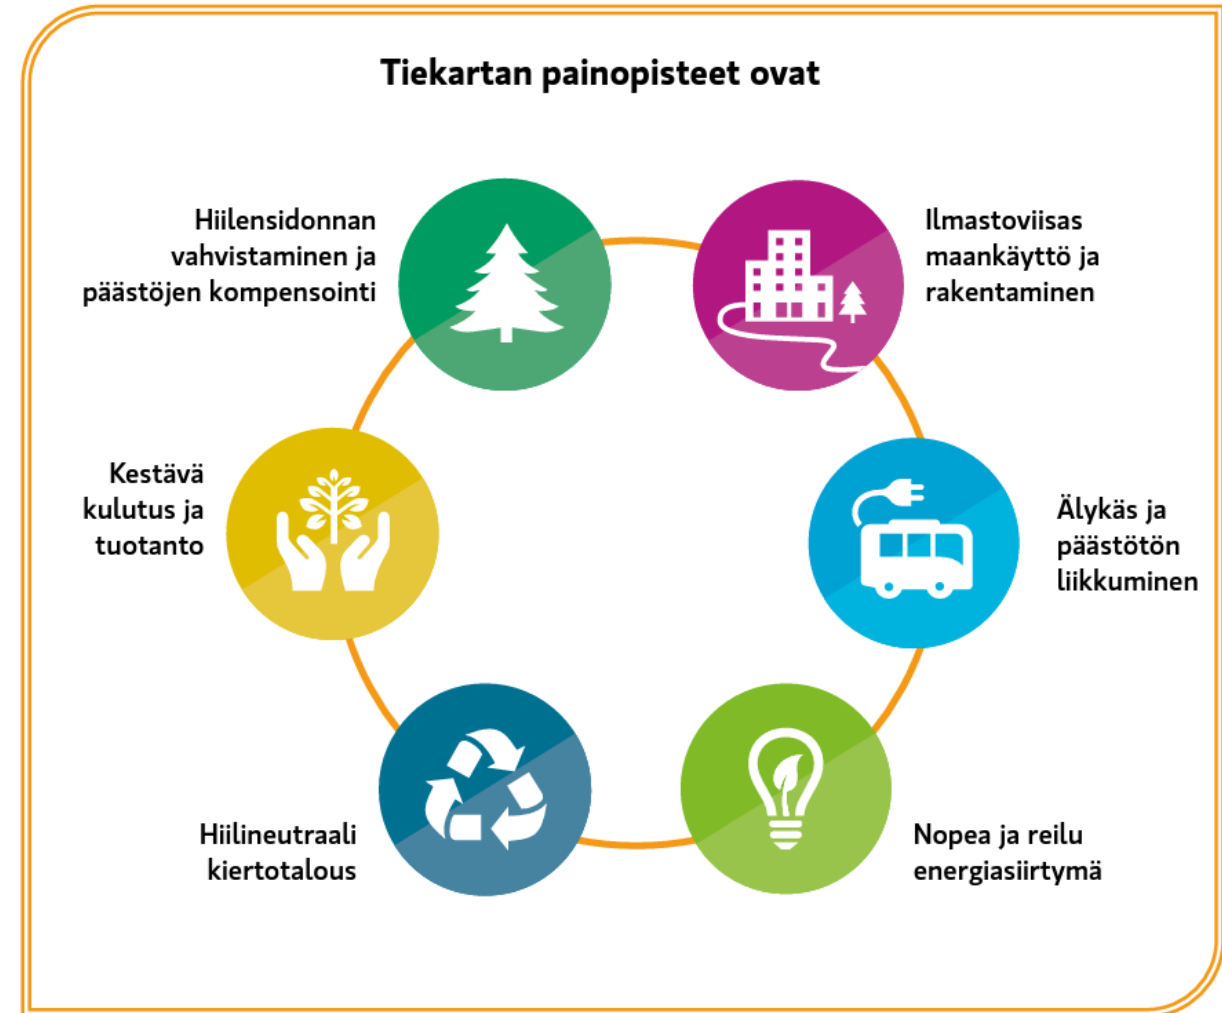 Tiekartan painopisteet ovat
Hiilensidonnan
vahvistaminen ja
päästöjen kompensointi
Ilmastoviisas
maankäyttö ja
rakentaminen
Kestävä
kulutus ja
tuotanto
Älykäs ja
päästötön
liikkuminen
Hiilineutraali
kiertotalous
Nopea ja reilu
energiasiirtymä